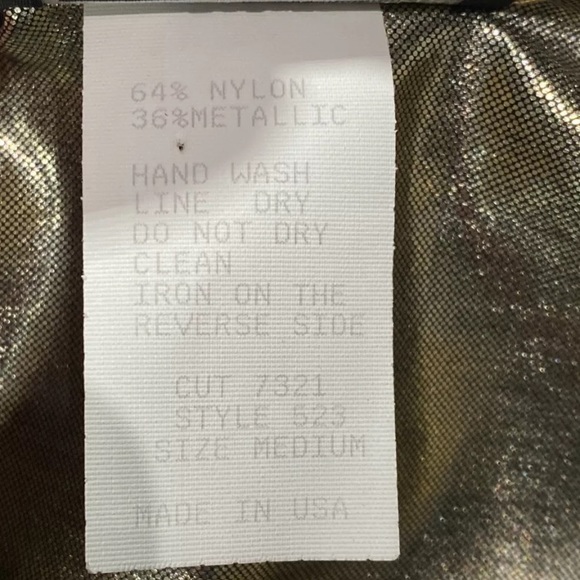 64% NYLON
36%METALLIC
HAND WASH
LINE DRY
DO NOT DRY
CLEAN
IRON ON THE
REVERSE SIDE
CUT 7321
STYLE 523
SIZE MEDIUM
MADE IN USA